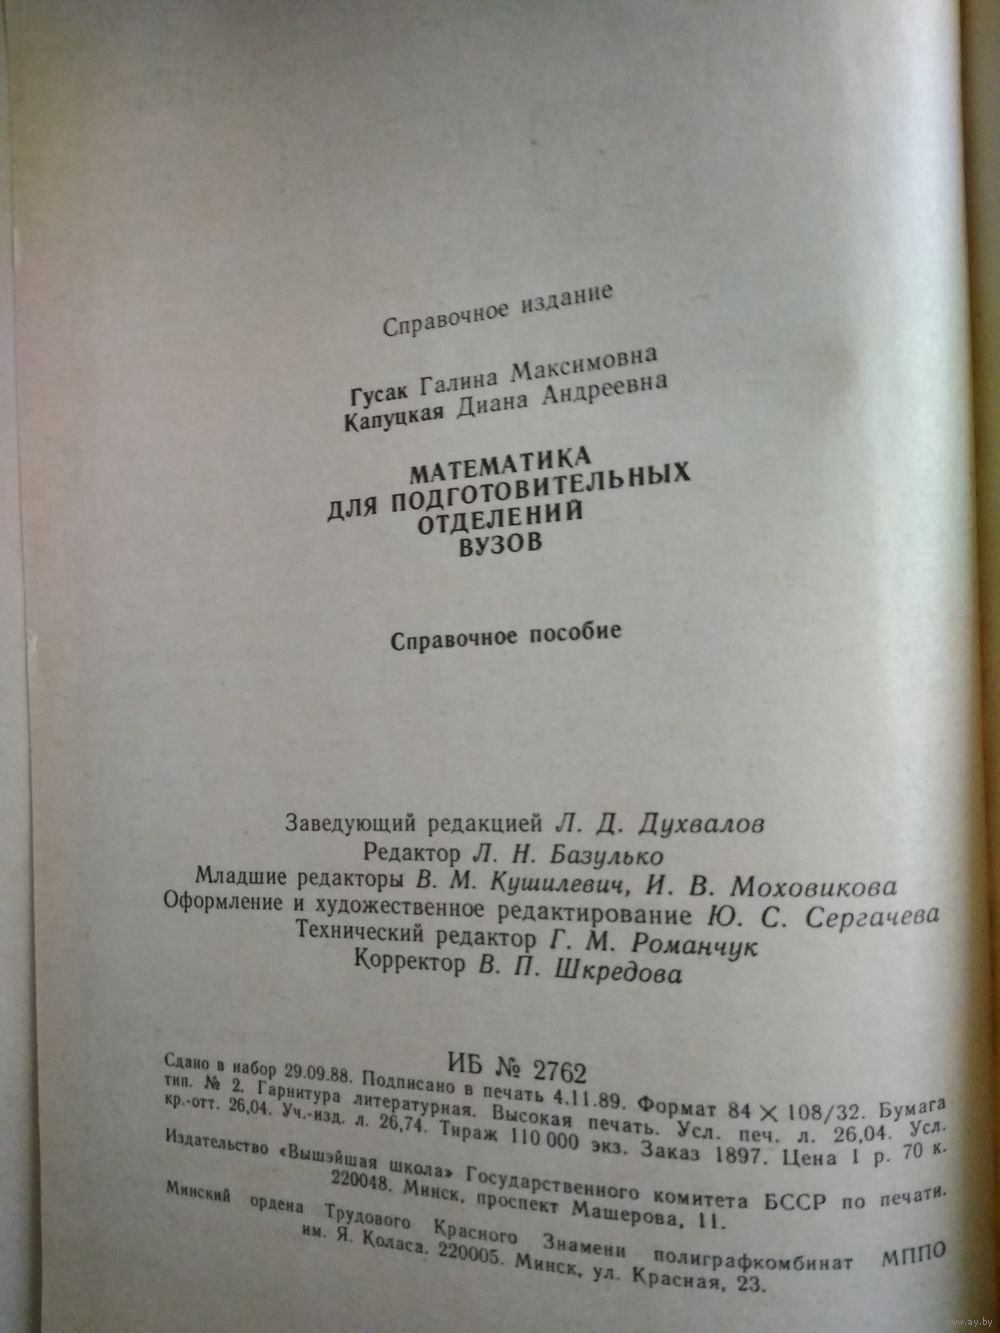 Справочное издание
Гусак Галина Максимовна
Капуцкая Диана Андреевна
МАТЕМАТИКА
ДЛЯ ПОДГОТОВИТЕЛЬНЫХ
ОТДЕЛЕНИЙ
ВУЗОВ
Справочное пособие
Заведующий редакцией Л. Д. Духвалов
Редактор Л. Н. Базулько
Младшие редакторы В. М. Кушилевич, И. В. Моховикова
Оформление и художественное редактирование Ю. С. Сергачева
Технический редактор Г. М. Романчук
Корректор В. П. Шкредова
ИБ № 2762
Сдано в набор 29.09.88. Подписано в печать 4.11.89. Формат 84 × 108/32. Бумага
тип. № 2. Гарнитура литературная. Высокая печать. Усл. печ. л. 26,04. Усл.
кр.-отт. 26,04. Уч.-изд. л. 26,74. Тираж 110 000 экз. Заказ 1897. Цена 1 р. 70 к.
Издательство «Вышэйшая школа» Государственного комитета БССР по печати.
220048. Минск, проспект Машерова, 11.
Минский ордена Трудового Красного Знамени полиграфкомбинат МППО
им. Я. Коласа. 220005. Минск, ул. Красная, 23.
www.ay.by